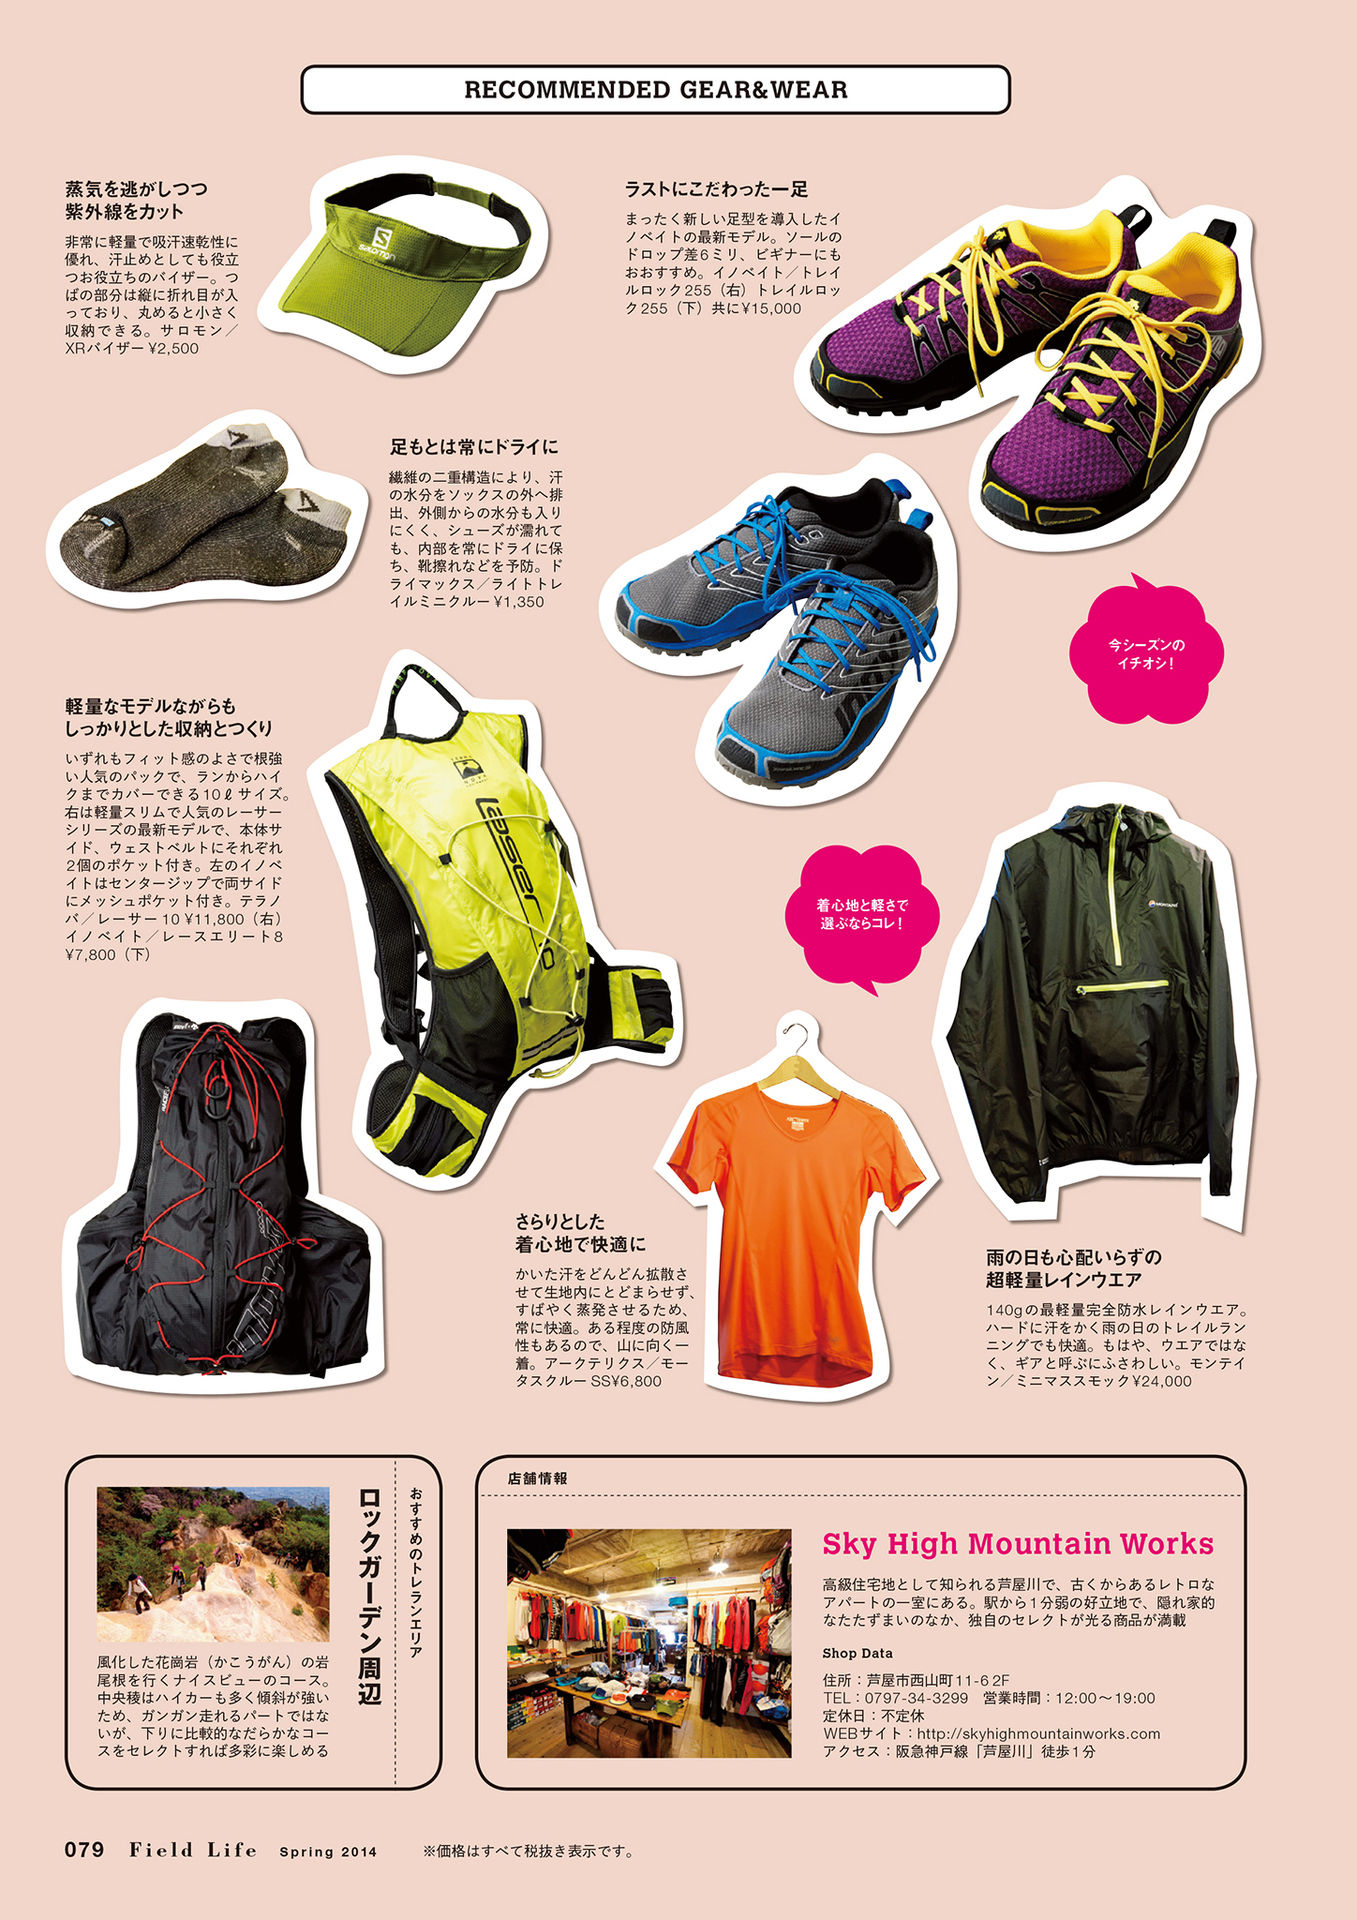 RECOMMENDED GEAR&WEAR
蒸気を逃がしつつ
紫外線をカット
非常に軽量で吸汗速乾性に
優れ、汗止めとしても役立
つお役立ちのバイザー。つ
ばの部分は縦に折れ目が入
っており、丸めると小さく
収納できる。サロモン／
XRバイザー ¥2,500
salomon
ラストにこだわった一足
まったく新しい足型を導入したイ
ノベイトの最新モデル。ソールの
ドロップ差6ミリ、ビギナーにも
おおすすめ。イノベイト／トレイ
ルロック255（右）トレイルロッ
ク255（下）共に¥15,000
足もとは常にドライに
繊維の二重構造により、汗
の水分をソックスの外へ排
出、外側からの水分も入り
にくく、シューズが濡れて
も、内部を常にドライに保
ち、靴擦れなどを予防。ド
ライマックス／ライトトレ
イルミニクルー ¥1,350
今シーズンの
イチオシ！
軽量なモデルながらも
しっかりとした収納とつくり
いずれもフィット感のよさで根強
い人気のパックで、ランからハイ
クまでカバーできる10ℓサイズ。
右は軽量スリムで人気のレーサー
シリーズの最新モデルで、本体サ
イド、ウェストベルトにそれぞれ
2個のポケット付き。左のイノベ
イトはセンタージップで両サイド
にメッシュポケット付き。テラノ
バ／レーサー 10 ¥11,800（右）
イノベイト／レースエリート8
¥7,800（下）
TERRA
NOVA
Laser 10
着心地と軽さで
選ぶならコレ！
MONTANE
さらりとした
着心地で快適に
かいた汗をどんどん拡散さ
せて生地内にとどまらせず、
すばやく蒸発させるため、
常に快適。ある程度の防風
性もあるので、山に向く一
着。アークテリクス／モー
タスクルー SS¥6,800
雨の日も心配いらずの
超軽量レインウエア
140gの最軽量完全防水レインウエア。
ハードに汗をかく雨の日のトレイルラン
ニングでも快適。もはや、ウエアではな
く、ギアと呼ぶにふさわしい。モンテイ
ン／ミニマススモック¥24,000
おすすめのトレランエリア
ロックガーデン周辺
風化した花崗岩（かこうがん）の岩
尾根を行くナイスビューのコース。
中央稜はハイカーも多く傾斜が強い
ため、ガンガン走れるパートではな
いが、下りに比較的なだらかなコー
スをセレクトすれば多彩に楽しめる
店舗情報
Sky High Mountain Works
高級住宅地として知られる芦屋川で、古くからあるレトロな
アパートの一室にある。駅から1分弱の好立地で、隠れ家的
なたたずまいのなか、独自のセレクトが光る商品が満載
Shop Data
住所：芦屋市西山町11-6 2F
TEL：0797-34-3299　営業時間：12:00～19:00
定休日：不定休
WEBサイト：http://skyhighmountainworks.com
アクセス：阪急神戸線「芦屋川」徒歩1分
079 Field Life Spring 2014 ※価格はすべて税抜き表示です。